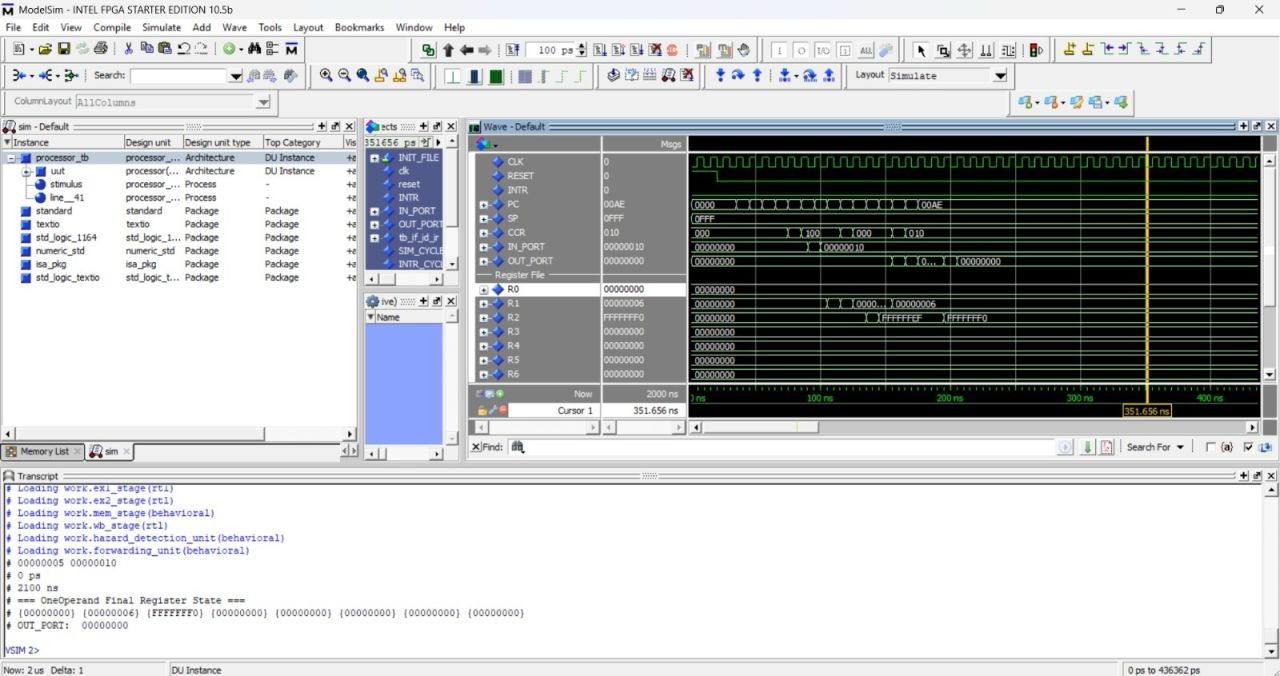 ModelSim - INTEL FPGA STARTER EDITION 10.5b
File Edit View Compile Simulate Add Wave Tools Layout Bookmarks Window Help
100 ps
Search:
Layout Simulate
ColumnLayout AllColumns
sim - Default
Instance Design unit Design unit type Top Category Vis
processor_tb processor_... Architecture DU Instance +a
uut processor(... Architecture DU Instance +a
stimulus processor_... Process - +a
line__41 processor_... Process - +a
standard standard Package Package +a
textio textio Package Package +a
std_logic_1164 std_logic_1... Package Package +a
numeric_std numeric_std Package Package +a
isa_pkg isa_pkg Package Package +a
std_logic_textio std_logic_t... Package Package +a
Memory List
sim
ects
351656 ps
INIT_FILE
clk
reset
INTR
IN_PORT
OUT_PORT
tb_if_id_ir
SIM_CYCLE
INTR_CYCL
ive)
Name
Wave - Default
Msgs
CLK 0
RESET 0
INTR 0
PC 00AE 0000 00AE
SP 0FFF 0FFF
CCR 010 000 100 000 010
IN_PORT 00000010 00000000 00000010
OUT_PORT 00000000 00000000 0... 00000000
Register File
R0 00000000 00000000
R1 00000006 00000000 0000... 00000006
R2 FFFFFFF0 00000000 FFFFFFEF FFFFFFF0
R3 00000000 00000000
R4 00000000 00000000
R5 00000000 00000000
R6 00000000 00000000
Now 2000 ns ns 100 ns 200 ns 300 ns 400 ns
Cursor 1 351.656 ns 351.656 ns
Find: Search For
Transcript
# Loading work.ex1_stage(rtl)
# Loading work.ex2_stage(rtl)
# Loading work.mem_stage(behavioral)
# Loading work.wb_stage(rtl)
# Loading work.hazard_detection_unit(behavioral)
# Loading work.forwarding_unit(behavioral)
# 00000005 00000010
# 0 ps
# 2100 ns
# === OneOperand Final Register State ===
# {00000000} {00000006} {FFFFFFF0} {00000000} {00000000} {00000000} {00000000} {00000000}
# OUT_PORT: 00000000
VSIM 2>
Now: 2 us Delta: 1 DU Instance 0 ps to 436362 ps